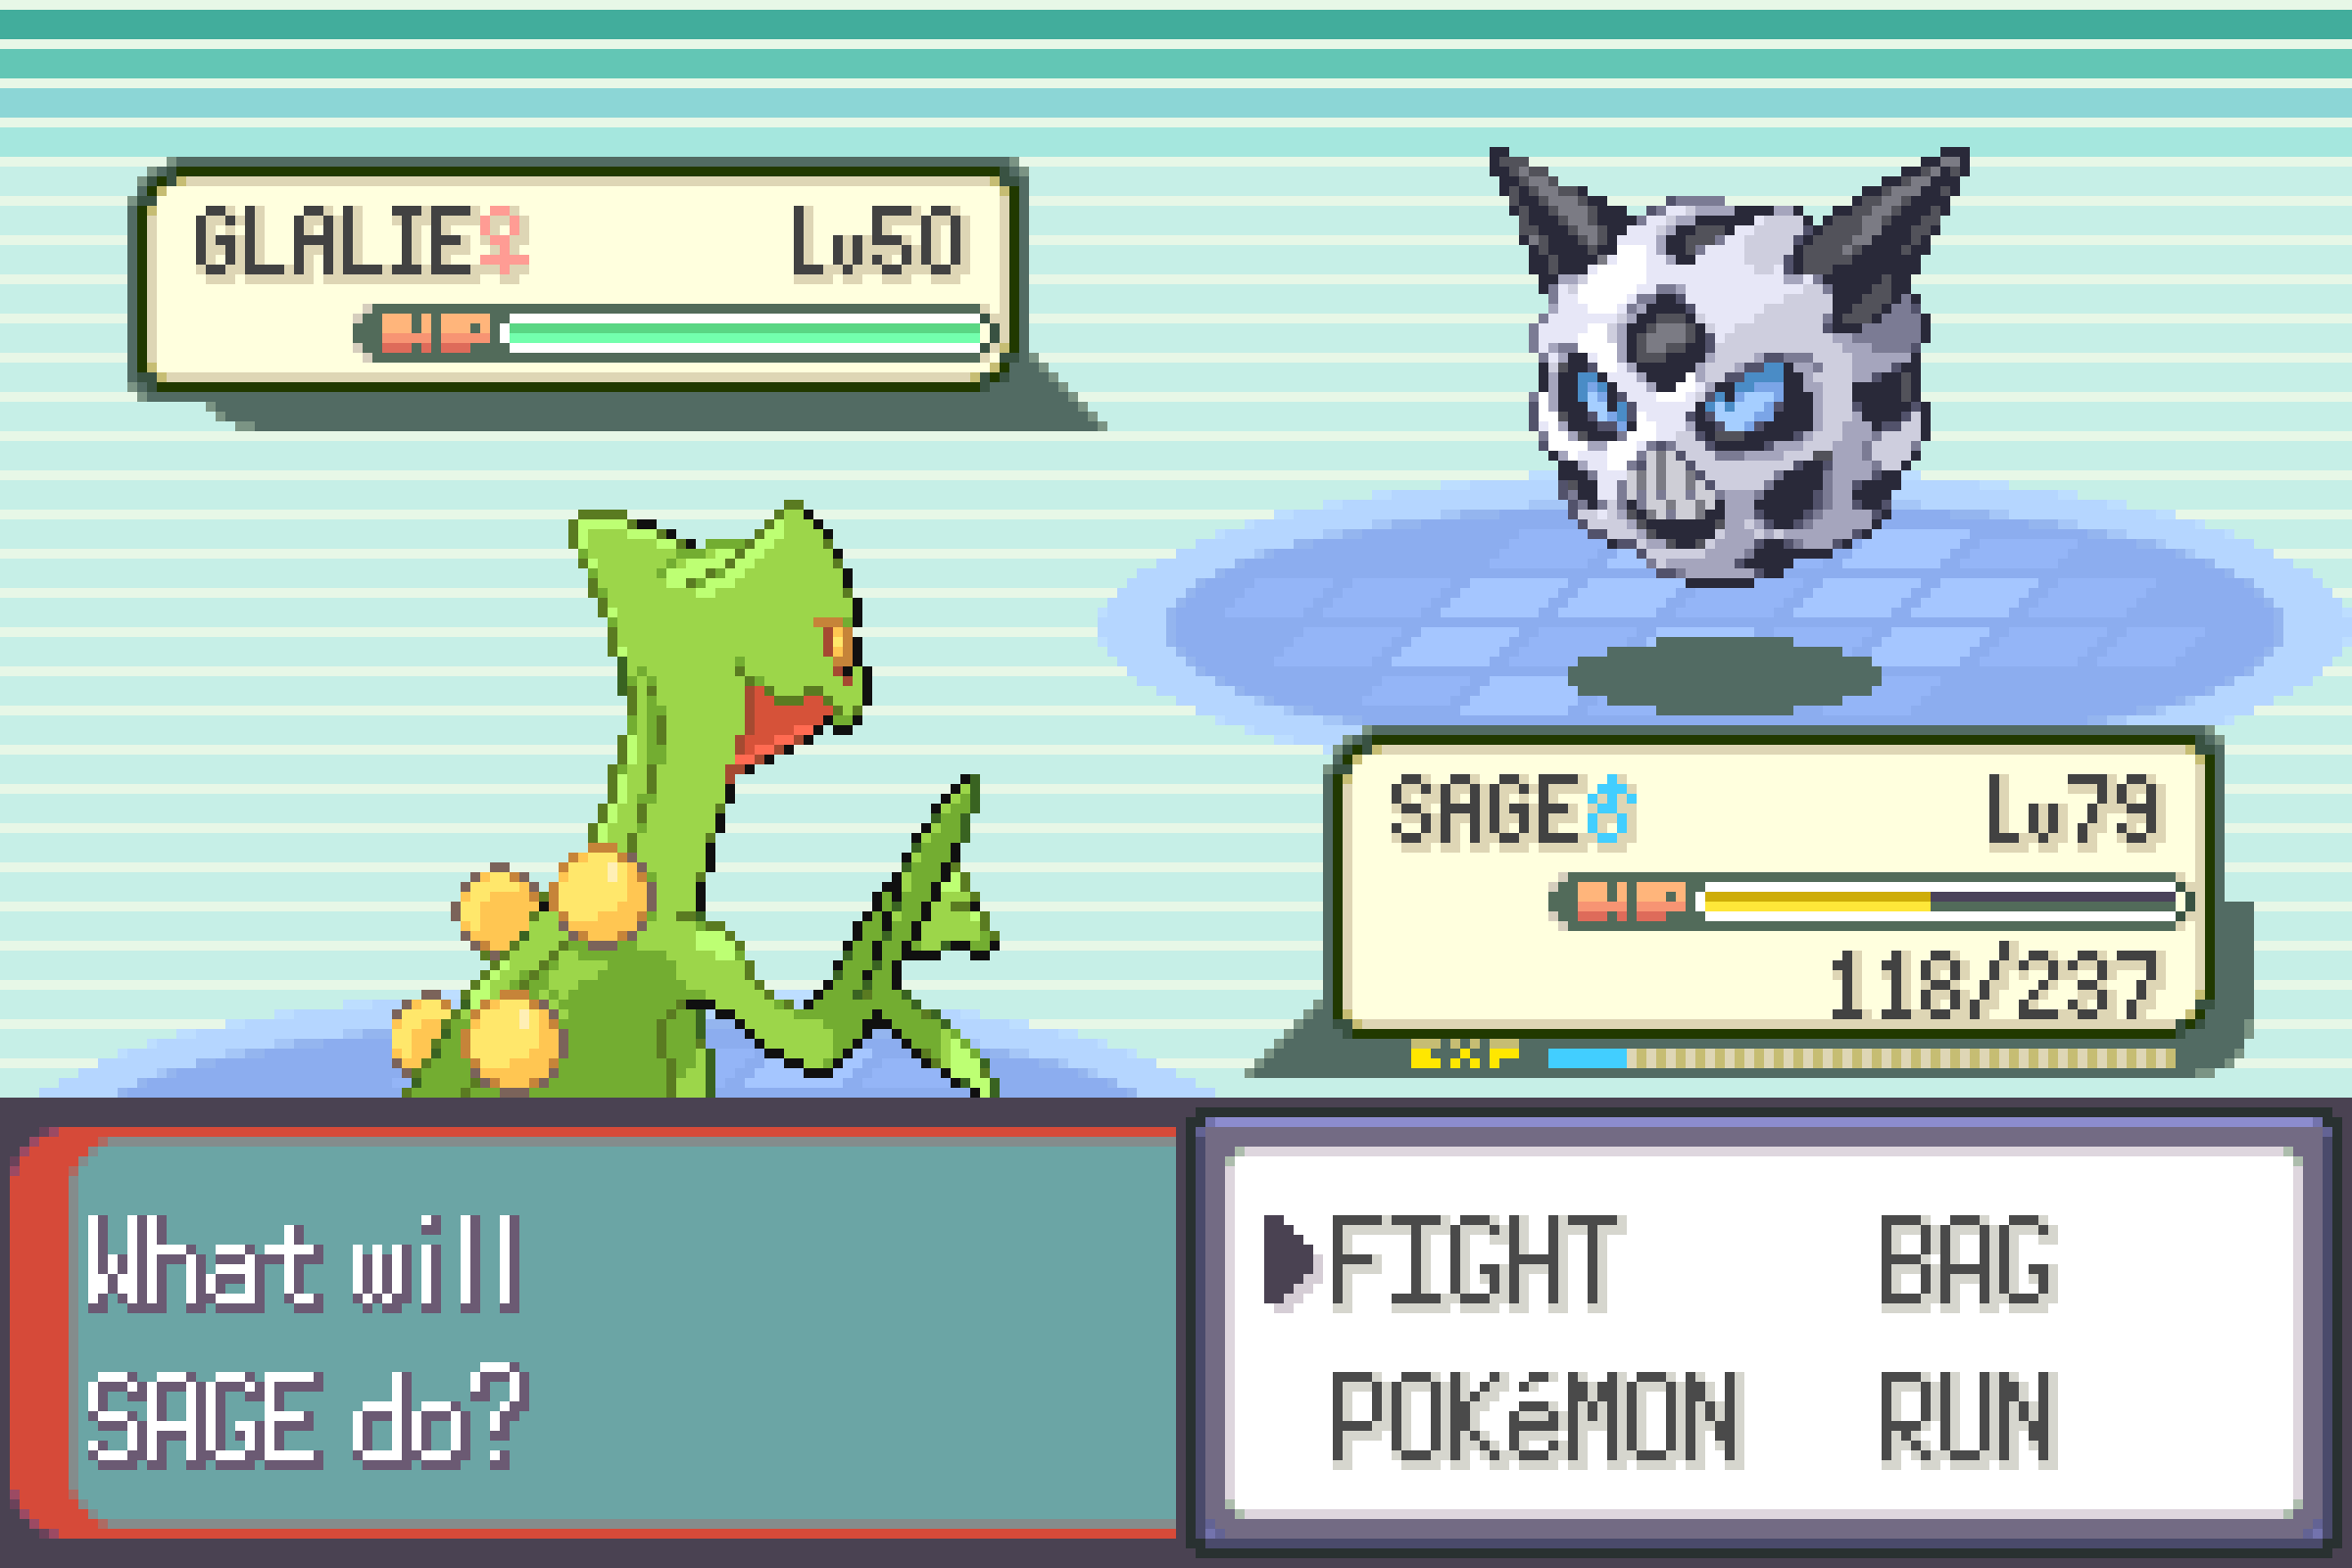 GLALIE♀ Lv50
HP
SAGE♂ Lv79
HP
118/237
EXP
What will
SAGE do?
FIGHT BAG
POKéMON RUN